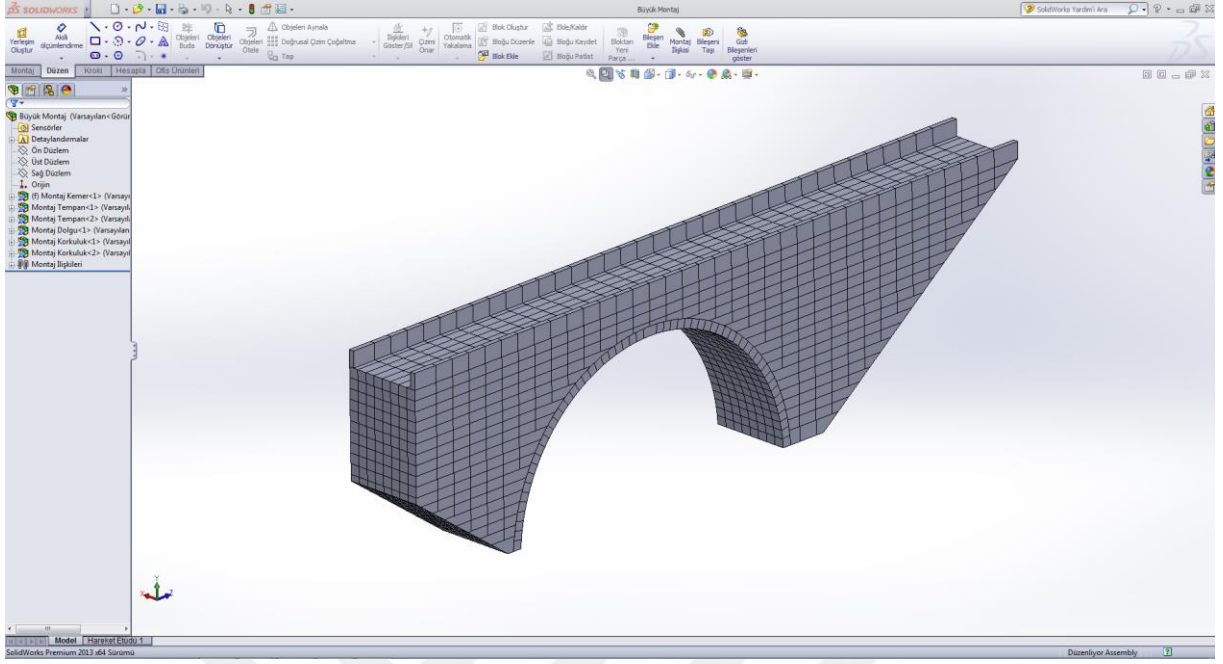 SOLIDWORKS
Büyük Montaj
SolidWorks Yardım'ı Ara
Yerleşim Oluştur
Akıllı ölçümlendirme
Objeleri Buda
Objeleri Dönüştür
Objeleri Ötele
Objeleri Aynala
Doğrusal Çizim Çoğaltma
Taşı
İlişkileri Göster/Sil
Çizimi Onar
Otomatik Yakalama
Blok Oluştur
Bloğu Düzenle
Blok Ekle
Ekle/Kaldır
Bloğu Kaydet
Bloğu Patlat
Bloktan Yeni Parça ...
Bileşen Ekle
Montaj İlişkisi
Bileşeni Taşı
Gizli Bileşenleri göster
Montaj Düzen Kroki Hesapla Ofis Ürünleri
Büyük Montaj (Varsayılan<Görür
Sensörler
Detaylandırmalar
Ön Düzlem
Üst Düzlem
Sağ Düzlem
Orijin
(f) Montaj Kemer<1> (Varsayı
Montaj Tempan<1> (Varsayıl
Montaj Tempan<2> (Varsayıl
Montaj Dolgu<1> (Varsayılan
Montaj Korkuluk<1> (Varsayıl
Montaj Korkuluk<2> (Varsayıl
Montaj İlişkileri
Y
X
Z
Model Hareket Etüdü 1
SolidWorks Premium 2013 x64 Sürümü
Düzenliyor Assembly